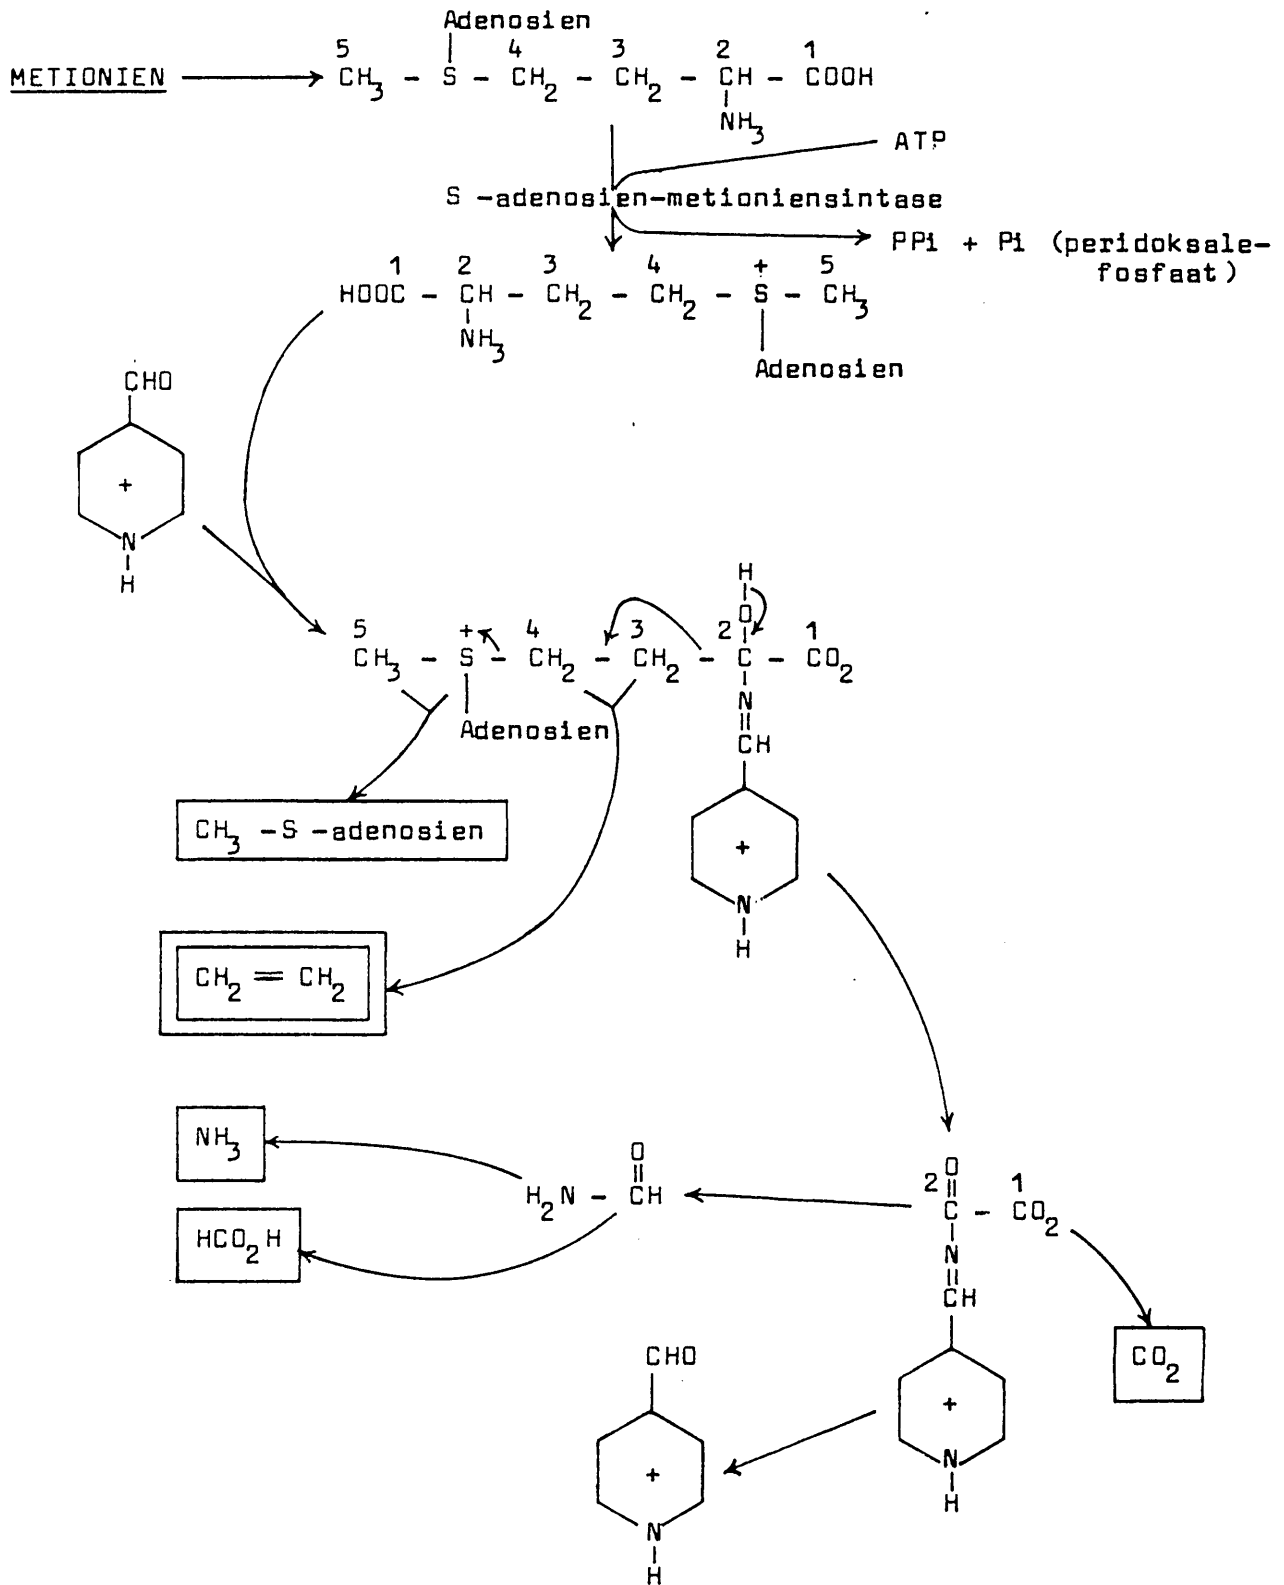 Adenosien
5 4 3 2 1
METIONIEN CH3 - S - CH2 - CH2 - CH - COOH
NH3
ATP
S -adenosien-metioniensintase
PPi + Pi (peridoksale-
fosfaat)
1 2 3 4 + 5
HOOC - CH - CH2 - CH2 - S - CH3
NH3
Adenosien
CHO
+
N
H
H
O
5 + 4 3 2 1
CH3 - S - CH2 - CH2 - C - CO2
N
Adenosien CH
CH3 -S -adenosien
+
N
H
CH2 = CH2
NH3
O
H2N - CH
HCO2H
2 O 1
C - CO2
N
CH
CO2
+
N
H
CHO
+
N
H